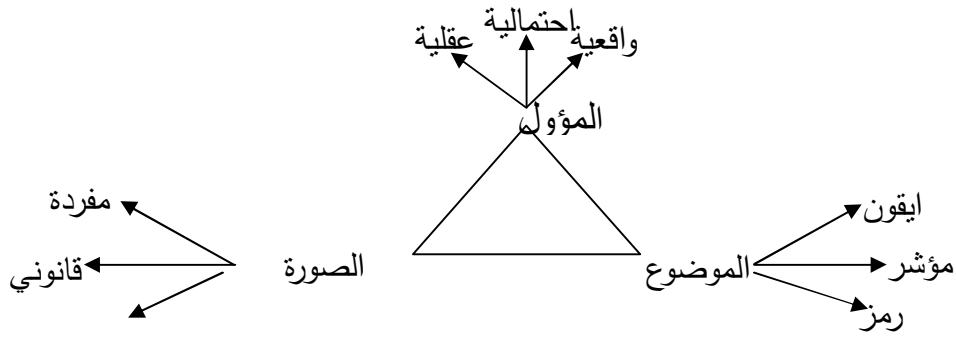 احتمالية
واقعية
عقلية
المؤول
مفردة
ايقون
قانوني
الصورة
الموضوع
مؤشر
رمز